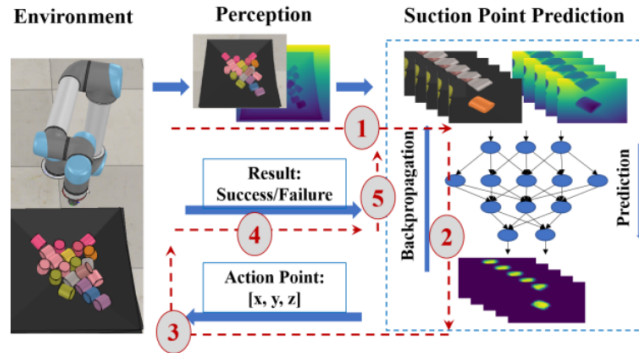 Environment
Perception
Suction Point Prediction
1
Result:
Success/Failure
5
4
Backpropagation
2
Prediction
Action Point:
[x, y, z]
3